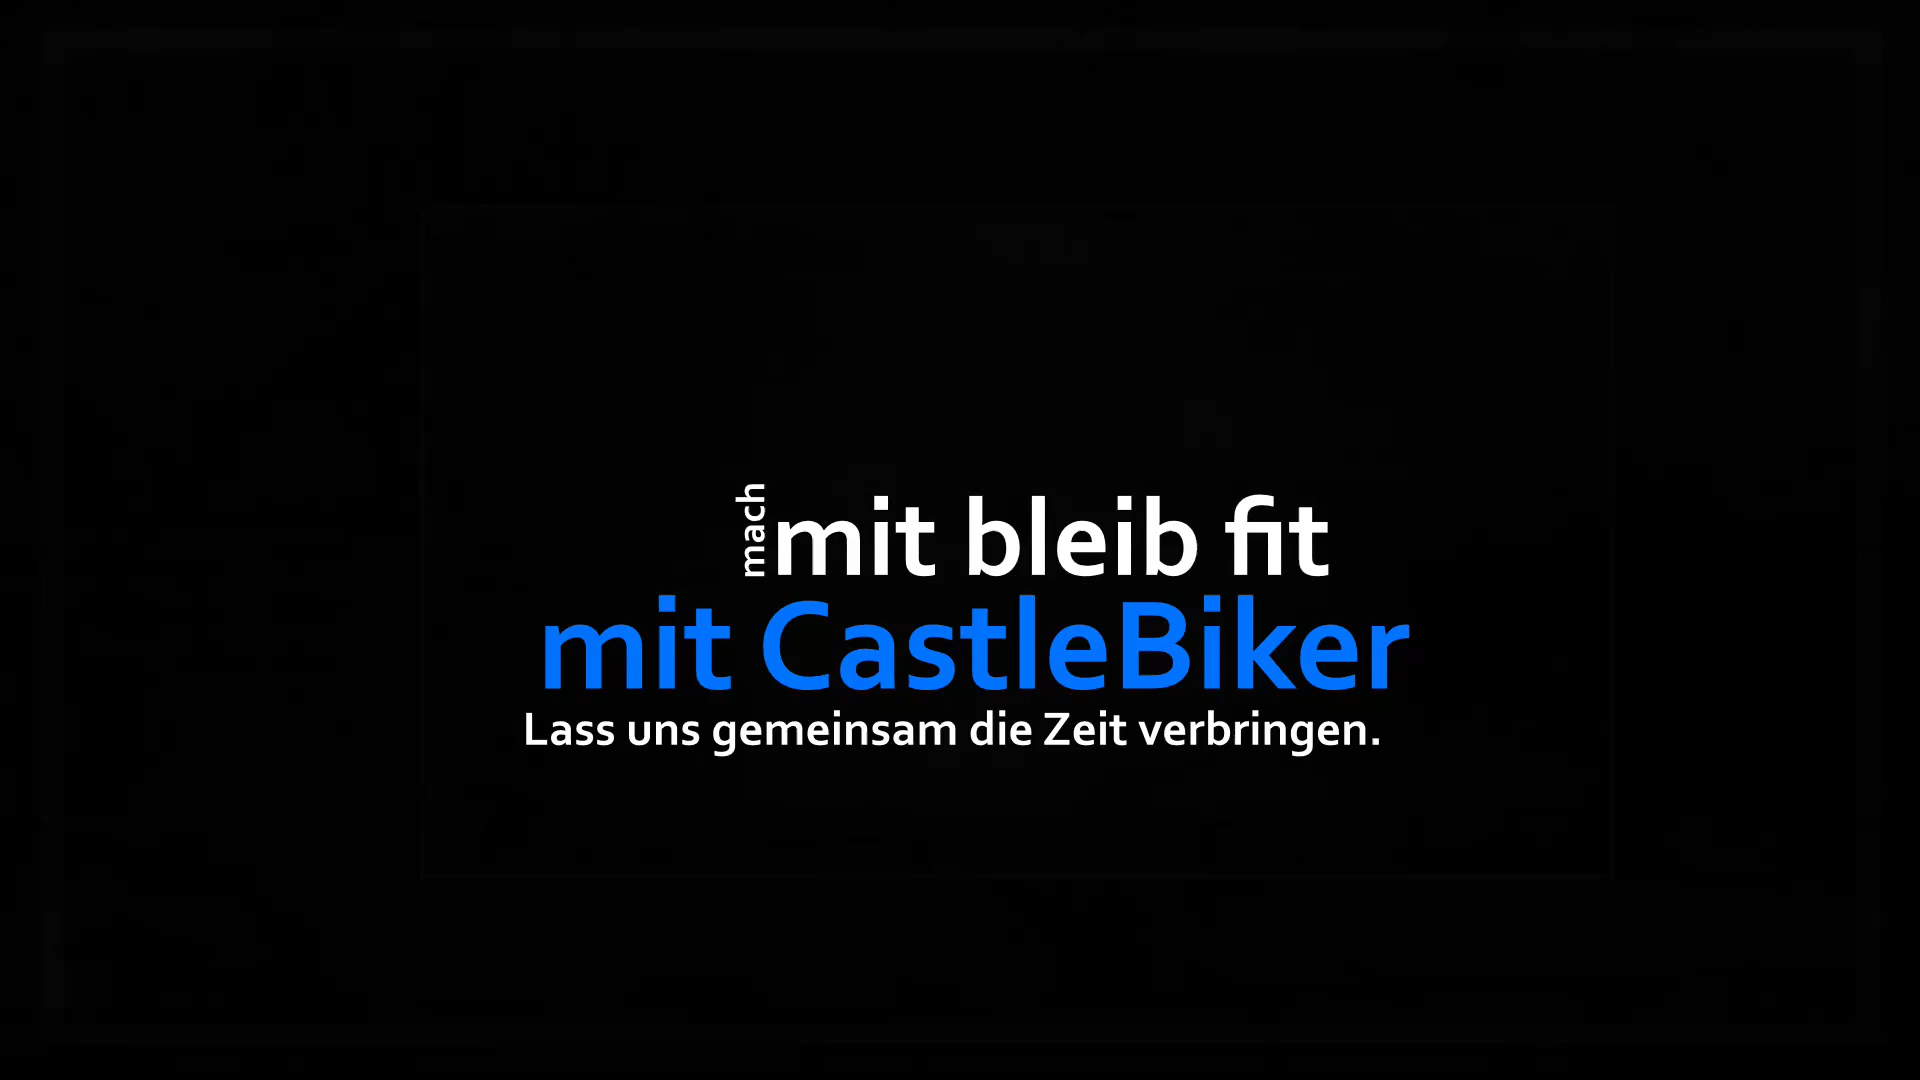 mach
mit bleib fit
mit CastleBiker
Lass uns gemeinsam die Zeit verbringen.